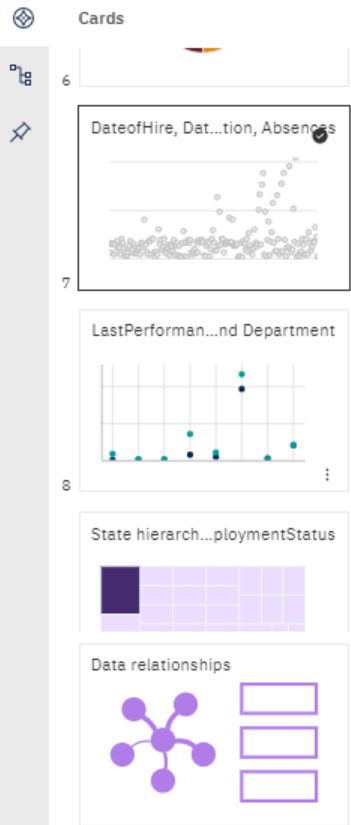 Cards
6
DateofHire, Dat...tion, Absences
7
LastPerforman...nd Department
8
State hierarch...ploymentStatus
Data relationships